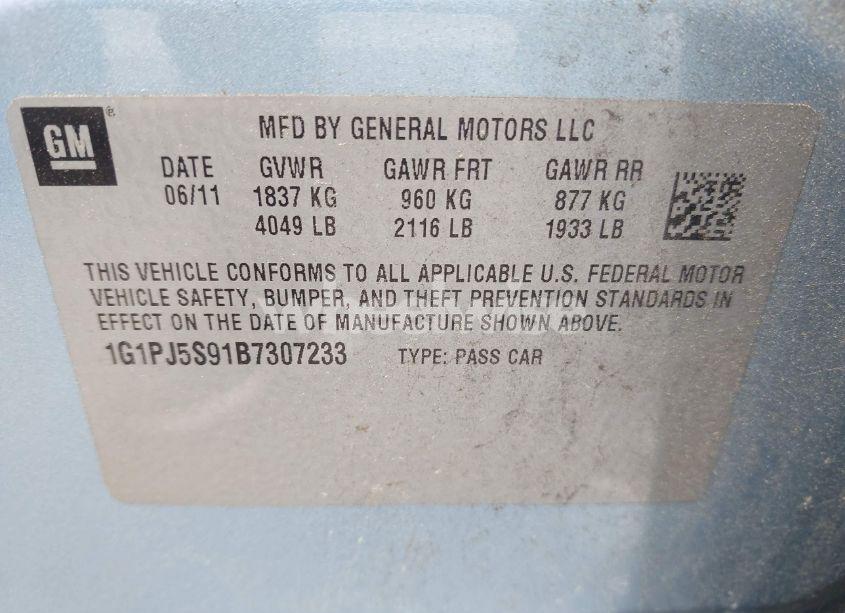 GM®
MFD BY GENERAL MOTORS LLC
DATE GVWR GAWR FRT GAWR RR
06/11 1837 KG 960 KG 877 KG
4049 LB 2116 LB 1933 LB
THIS VEHICLE CONFORMS TO ALL APPLICABLE U.S. FEDERAL MOTOR
VEHICLE SAFETY, BUMPER, AND THEFT PREVENTION STANDARDS IN
EFFECT ON THE DATE OF MANUFACTURE SHOWN ABOVE.
1G1PJ5S91B7307233 TYPE: PASS CAR